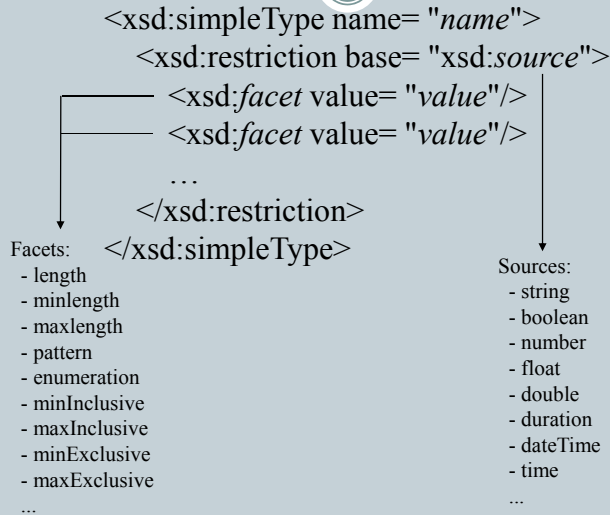 <xsd:simpleType name= "name">
<xsd:restriction base= "xsd:source">
<xsd:facet value= "value"/>
<xsd:facet value= "value"/>
…
</xsd:restriction>
</xsd:simpleType>
Facets:
- length
- minlength
- maxlength
- pattern
- enumeration
- minInclusive
- maxInclusive
- minExclusive
- maxExclusive
...
Sources:
- string
- boolean
- number
- float
- double
- duration
- dateTime
- time
...